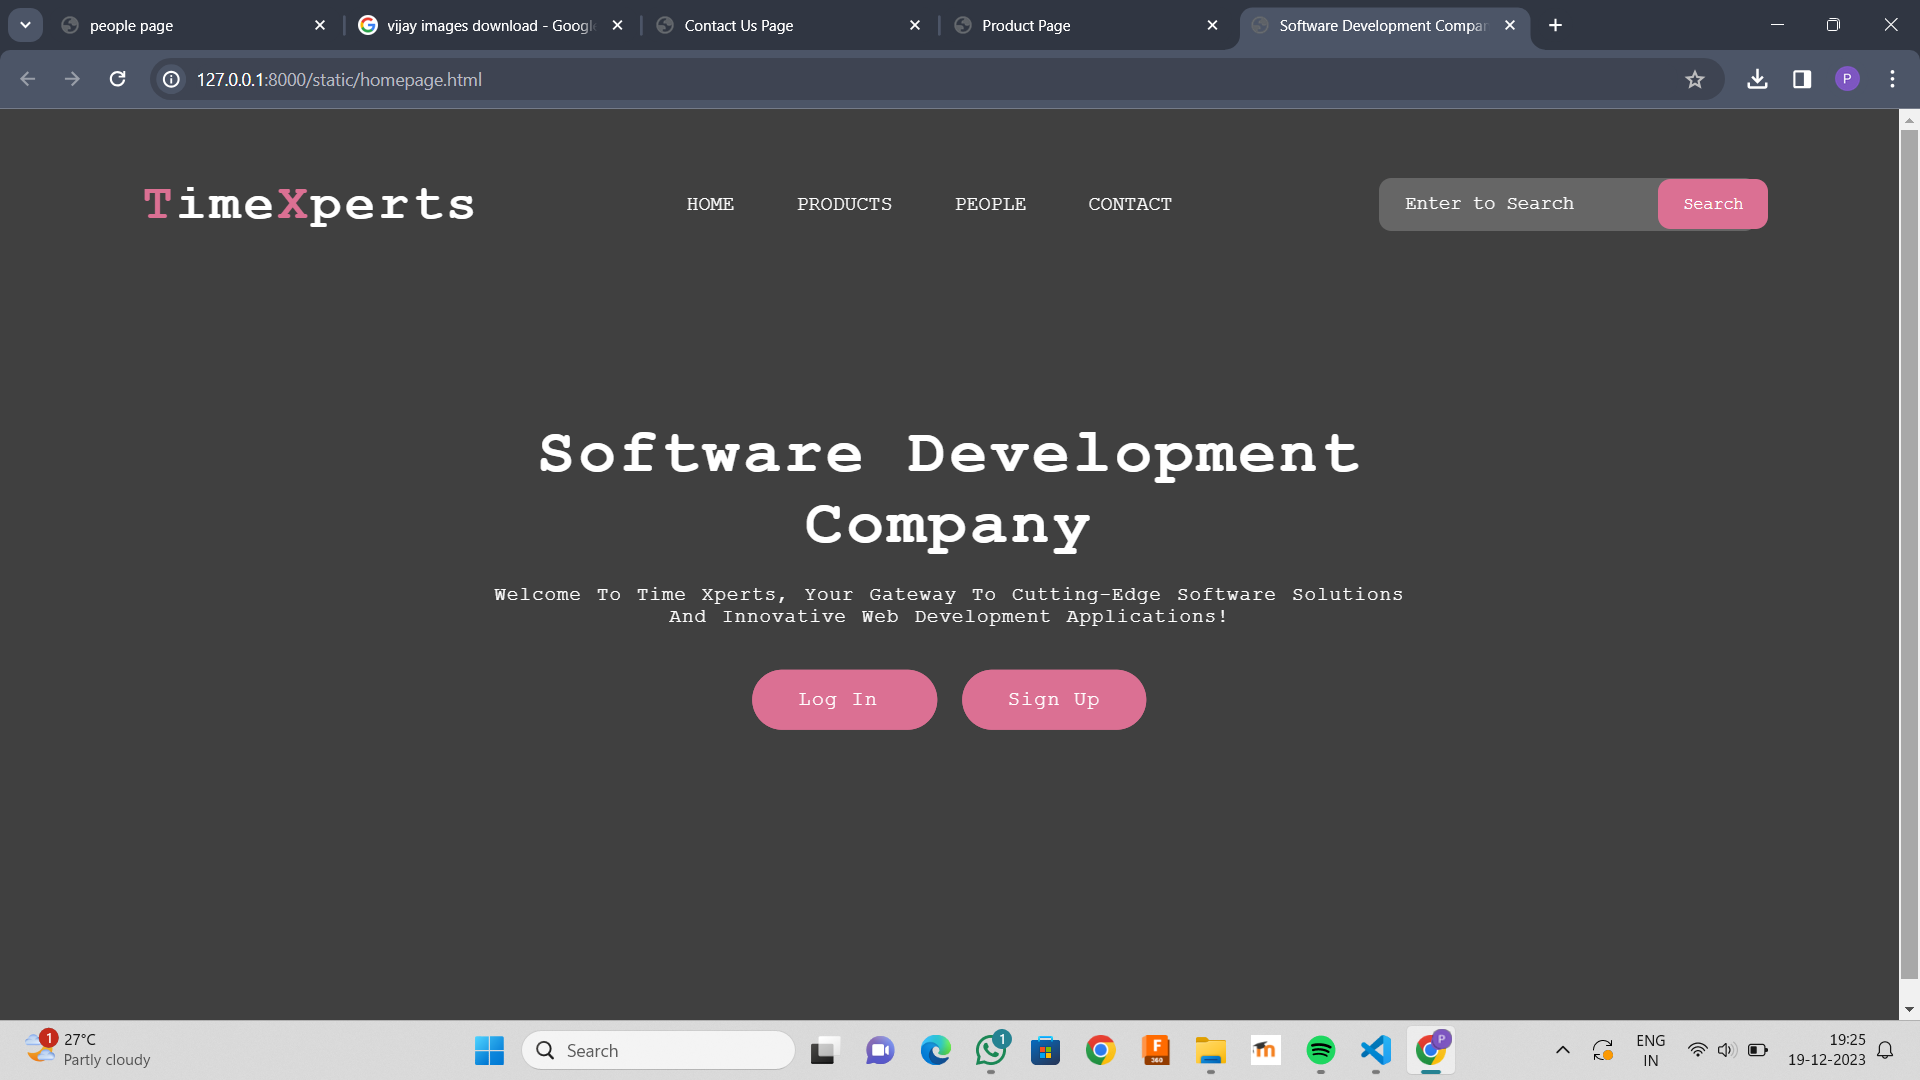 people page
vijay images download - Googl
Contact Us Page
Product Page
Software Development Compan
127.0.0.1:8000/static/homepage.html
P
TimeXperts
HOME
PRODUCTS
PEOPLE
CONTACT
Enter to Search
Search
Software Development
Company
Welcome To Time Xperts, Your Gateway To Cutting-Edge Software Solutions
And Innovative Web Development Applications!
Log In
Sign Up
1
27°C
Partly cloudy
Search
1
F
360
m
P
ENG
IN
19:25
19-12-2023